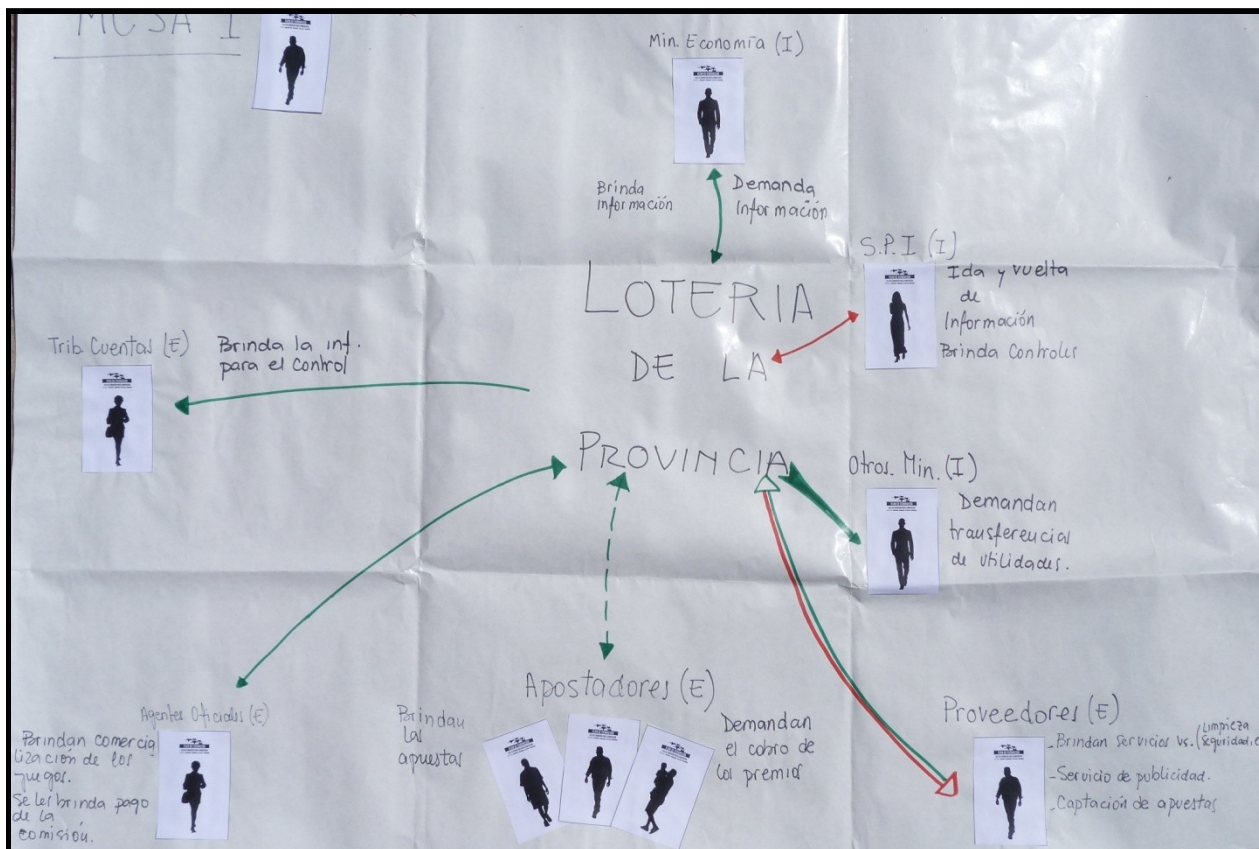 MESA I
Min. Economía (I)
Brinda
información
Demanda
Información
S.P.I (I)
Ida y vuelta
de
Información
Brinda Controles
LOTERIA
DE LA
PROVINCIA
Trib. Cuentas (E)
Brinda la inf.
para el Control
Otros. Min. (I)
Demandan
transferencias
de utilidades.
Agentes Oficiales (E)
Brindan comercia
lización de los
juegos.
Se les brinda pago
de la
comisión.
Apostadores (E)
Brindan
las
apuestas
Demandan
el cobro de
los premios
Proveedores (E)
- Brindan Servicios vs. (Limpieza
Seguridad.e
- Servicio de publicidad.
- Captación de apuestas